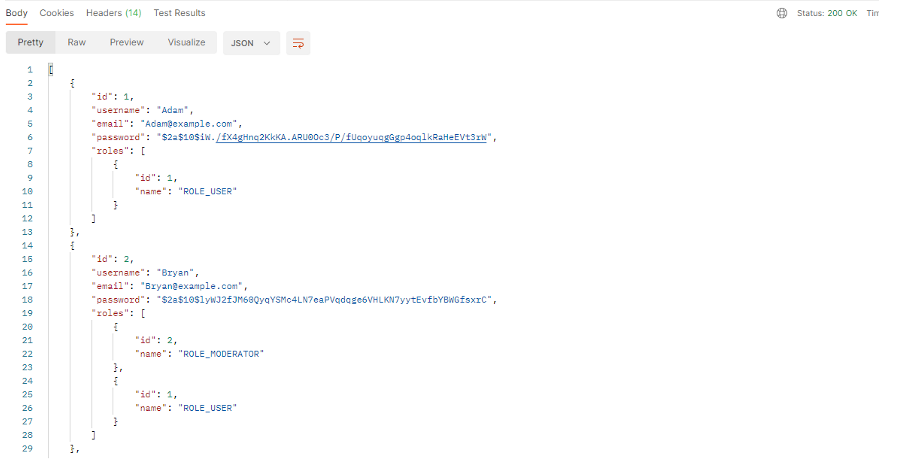 Body Cookies Headers (14) Test Results Status: 200 OK Tim
Pretty Raw Preview Visualize JSON
1 [
2 {
3 "id": 1,
4 "username": "Adam",
5 "email": "Adam@example.com",
6 "password": "$2a$10$iW./fX4gHnq2KkKA.ARU0Oc3/P/fUqoyuqgGgp4oqlkRaHeEVt3rW",
7 "roles": [
8 {
9 "id": 1,
10 "name": "ROLE_USER"
11 }
12 ]
13 },
14 {
15 "id": 2,
16 "username": "Bryan",
17 "email": "Bryan@example.com",
18 "password": "$2a$10$lyWJ2fJM60QyqYSMc4LN7eaPVqdqge6VHLKN7yytEvfbYBWGfsxrC",
19 "roles": [
20 {
21 "id": 2,
22 "name": "ROLE_MODERATOR"
23 },
24 {
25 "id": 1,
26 "name": "ROLE_USER"
27 }
28 ]
29 },